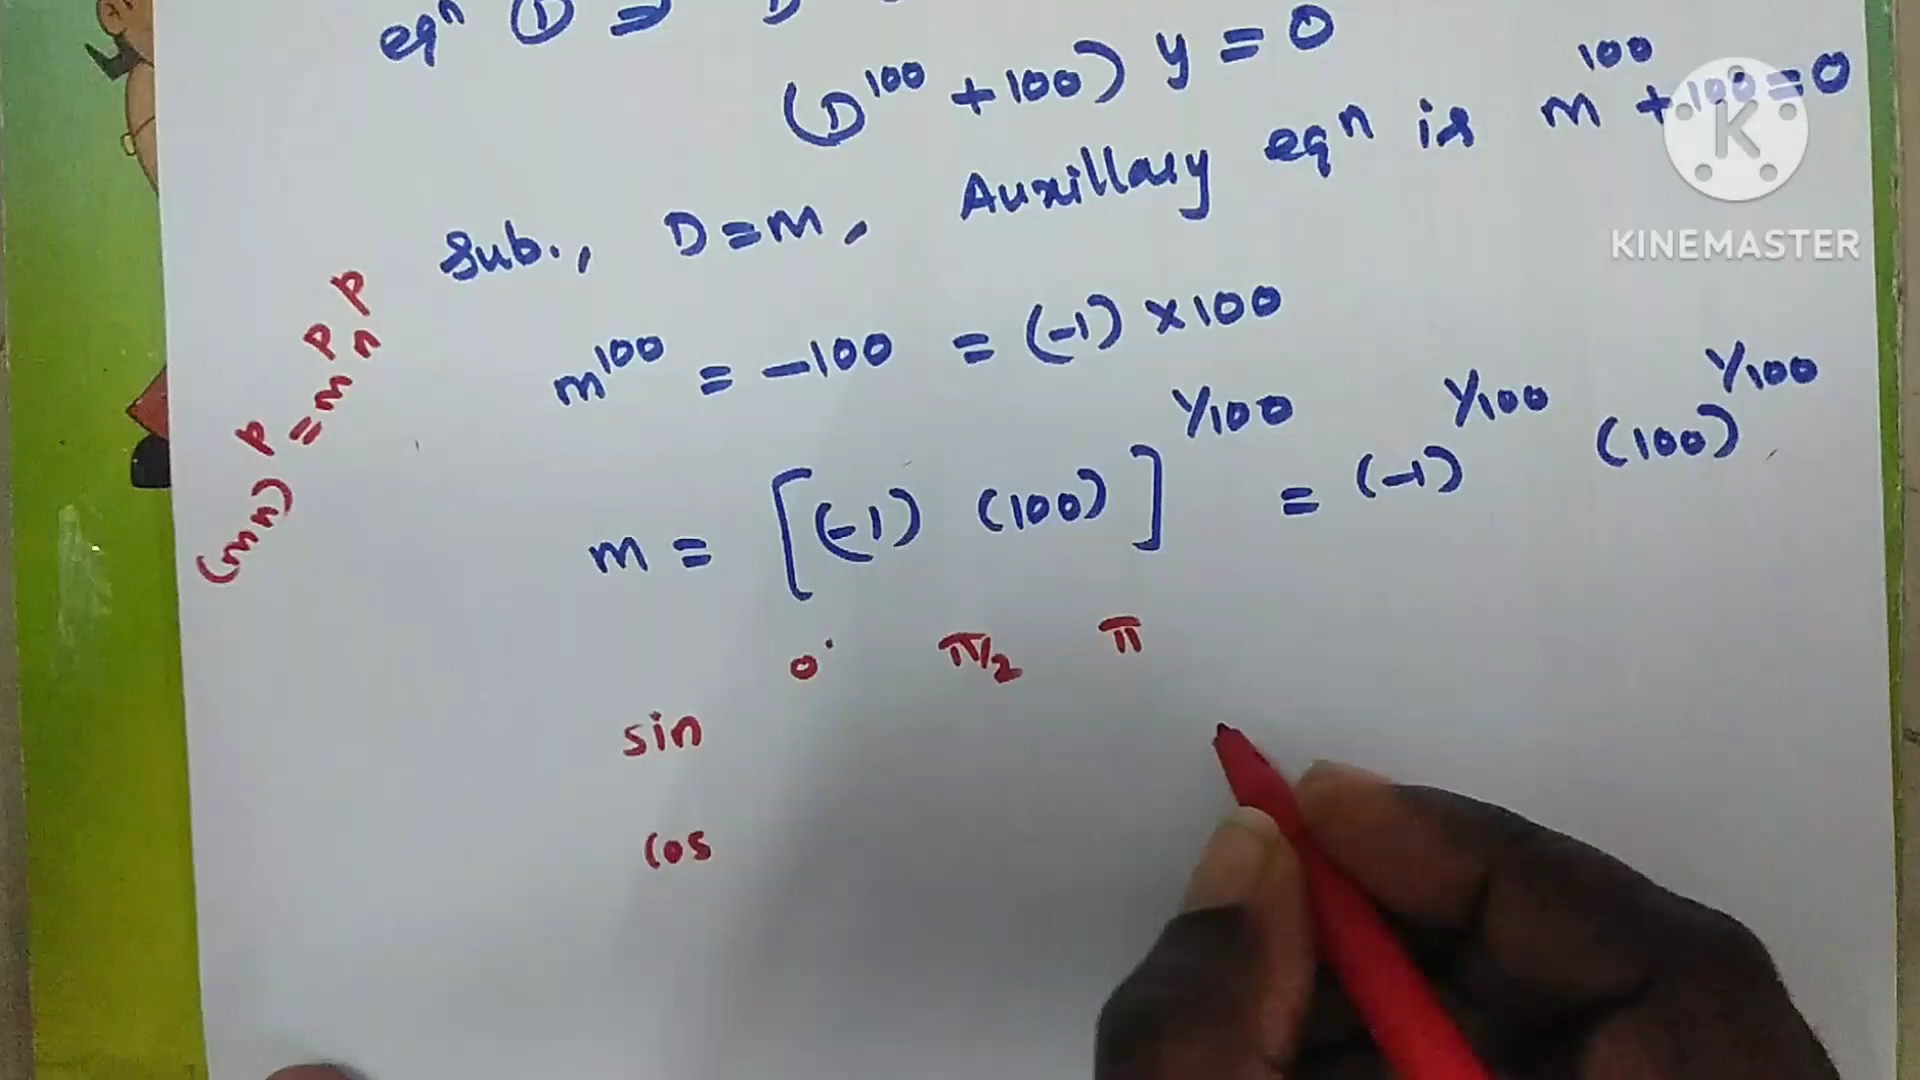 eqⁿ ① ⇒ D
(D¹⁰⁰ + 100) y = 0
Sub., D = m, Auxillary eqⁿ is m¹⁰⁰ + 100 = 0
m¹⁰⁰ = -100 = (-1) × 100
m = [(-1) (100)]^1/100 = (-1)^1/100 (100)^1/100
(mn)ᵖ = mᵖ nᵖ
0° π/2 π
sin
cos
K
KINEMASTER